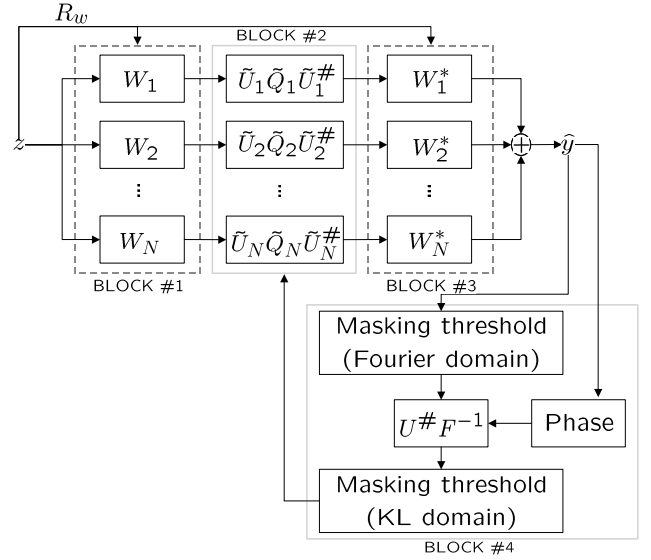 R_w
BLOCK #2
W_1 Ũ_1Q̃_1Ũ_1^# W_1^*
z W_2 Ũ_2Q̃_2Ũ_2^# W_2^* + ŷ
⋮ ⋮ ⋮
W_N Ũ_NQ̃_NŨ_N^# W_N^*
BLOCK #1 BLOCK #3
Masking threshold
(Fourier domain)
U^#F^{-1} Phase
Masking threshold
(KL domain)
BLOCK #4